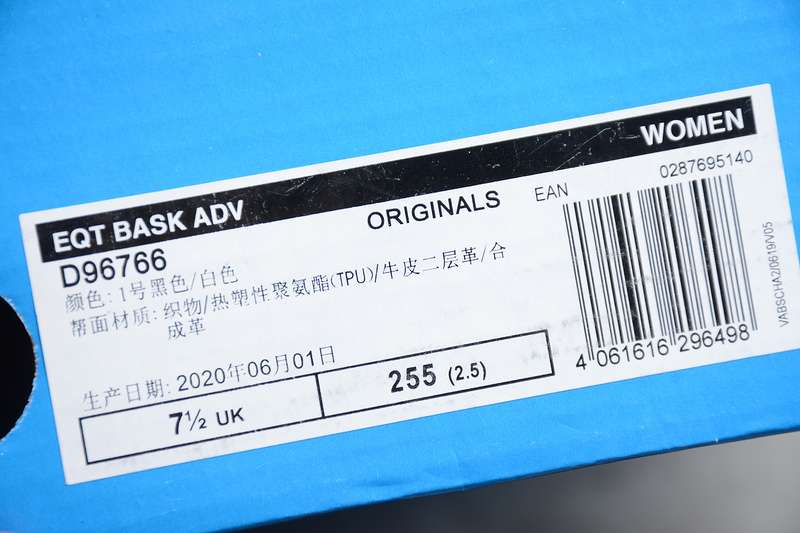 WOMEN
EQT BASK ADV
ORIGINALS
EAN
0287695140
D96766
颜色: 1号黑色/白色
帮面材质: 织物/热塑性聚氨酯(TPU)/牛皮二层革/合
成革
生产日期: 2020年06月01日
7½ UK
255 (2.5)
4 061616 296498
VABSCHA2/0619/V05